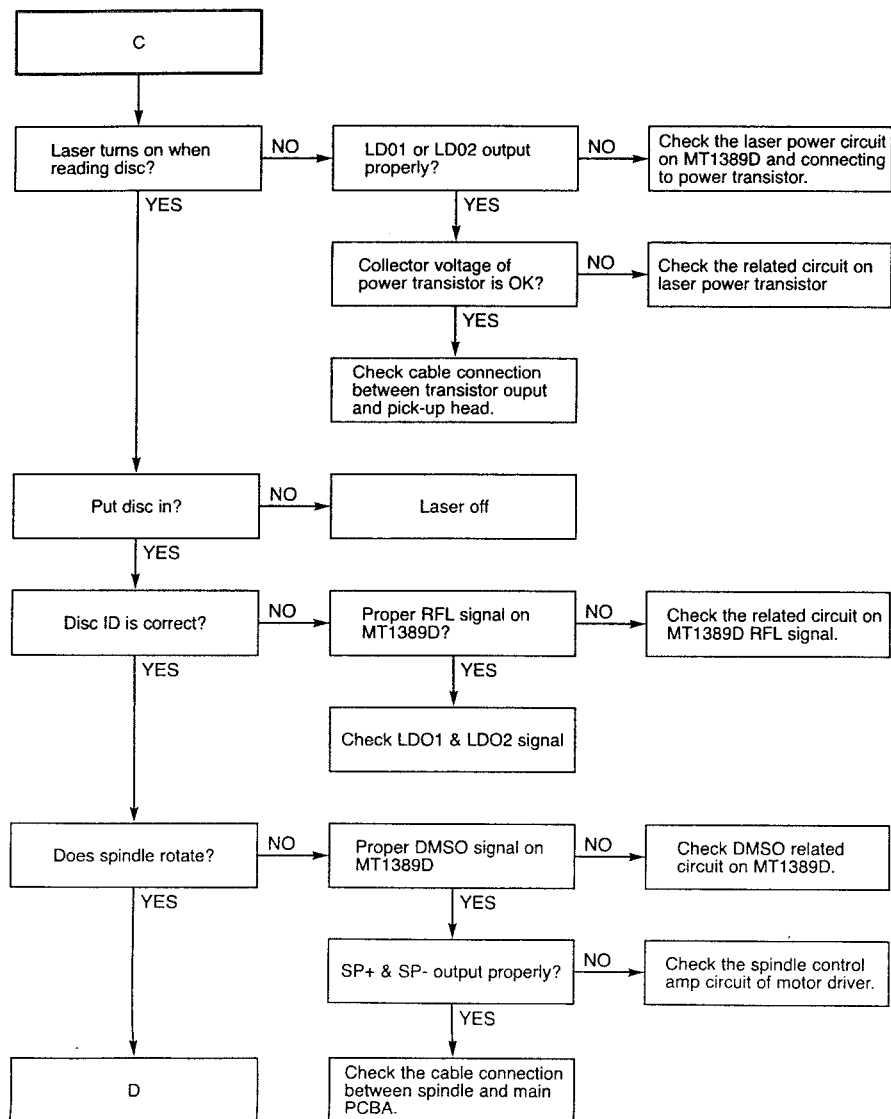 C
Laser turns on when
reading disc?
NO
LD01 or LD02 output
properly?
NO
Check the laser power circuit
on MT1389D and connecting
to power transistor.
YES
YES
Collector voltage of
power transistor is OK?
NO
Check the related circuit on
laser power transistor
YES
Check cable connection
between transistor ouput
and pick-up head.
Put disc in?
NO
Laser off
YES
Disc ID is correct?
NO
Proper RFL signal on
MT1389D?
NO
Check the related circuit on
MT1389D RFL signal.
YES
YES
Check LDO1 & LDO2 signal
Does spindle rotate?
NO
Proper DMSO signal on
MT1389D
NO
Check DMSO related
circuit on MT1389D.
YES
YES
SP+ & SP- output properly?
NO
Check the spindle control
amp circuit of motor driver.
YES
D
Check the cable connection
between spindle and main
PCBA.